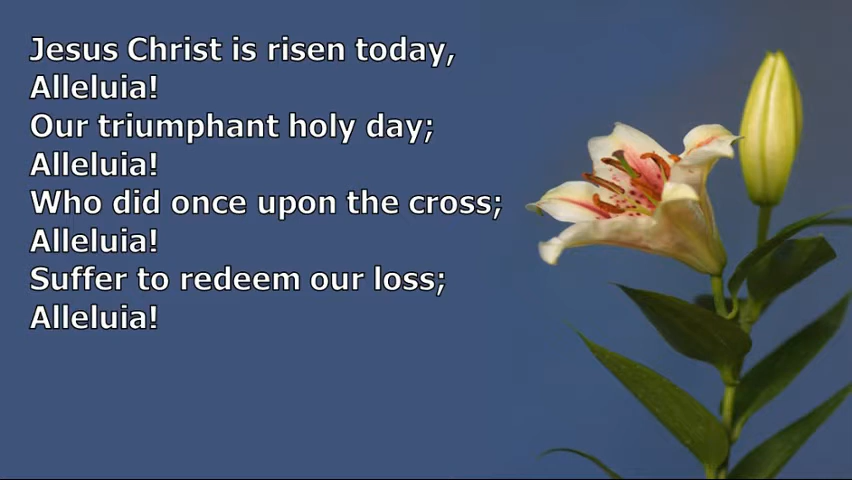 Jesus Christ is risen today,
Alleluia!
Our triumphant holy day;
Alleluia!
Who did once upon the cross;
Alleluia!
Suffer to redeem our loss;
Alleluia!